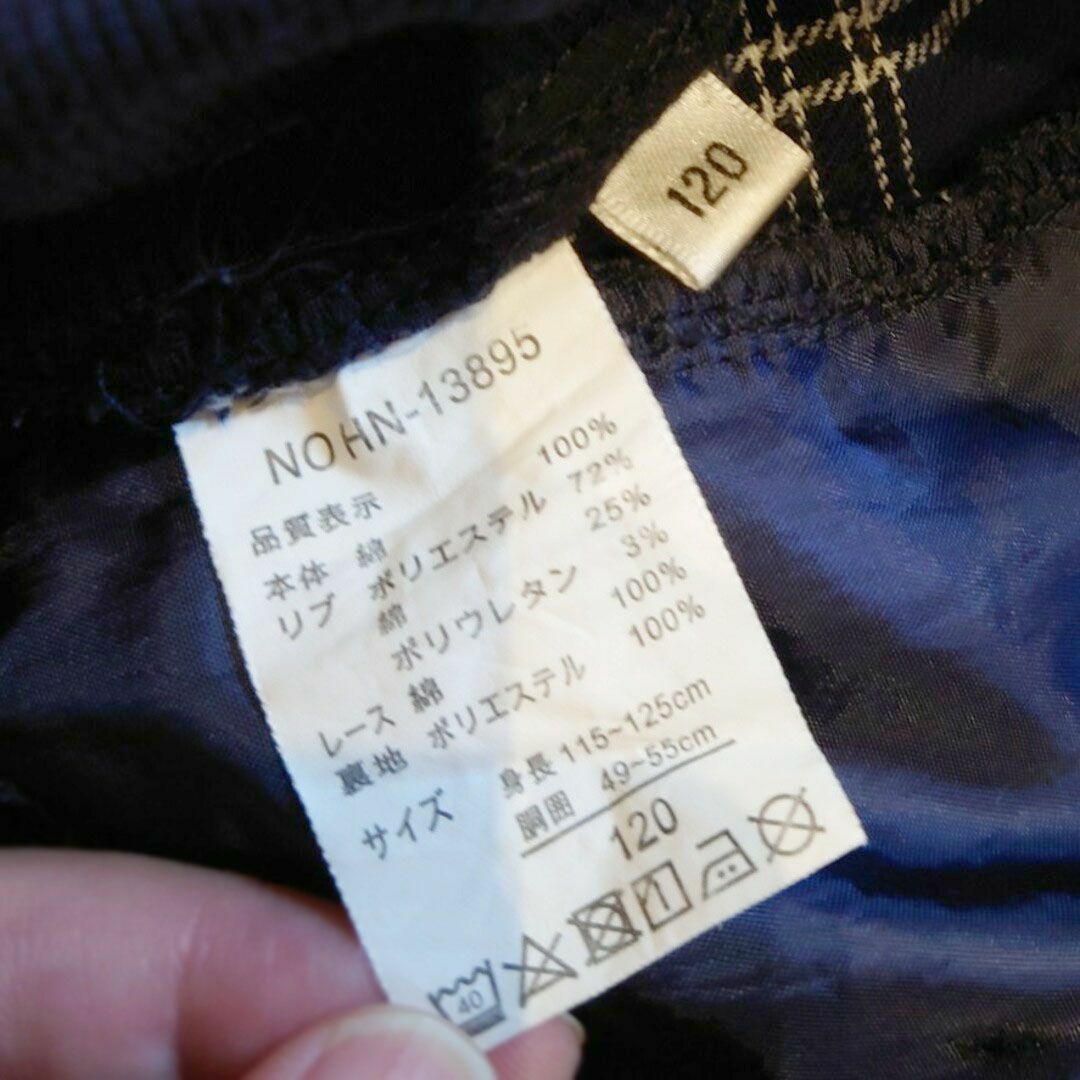 120
NOHN-13895
品質表示
本体 綿 100%
リブ ポリエステル 72%
綿 25%
ポリウレタン 3%
レース 綿 100%
裏地 ポリエステル 100%
サイズ 身長 115~125cm
胴囲 49~55cm
120
40